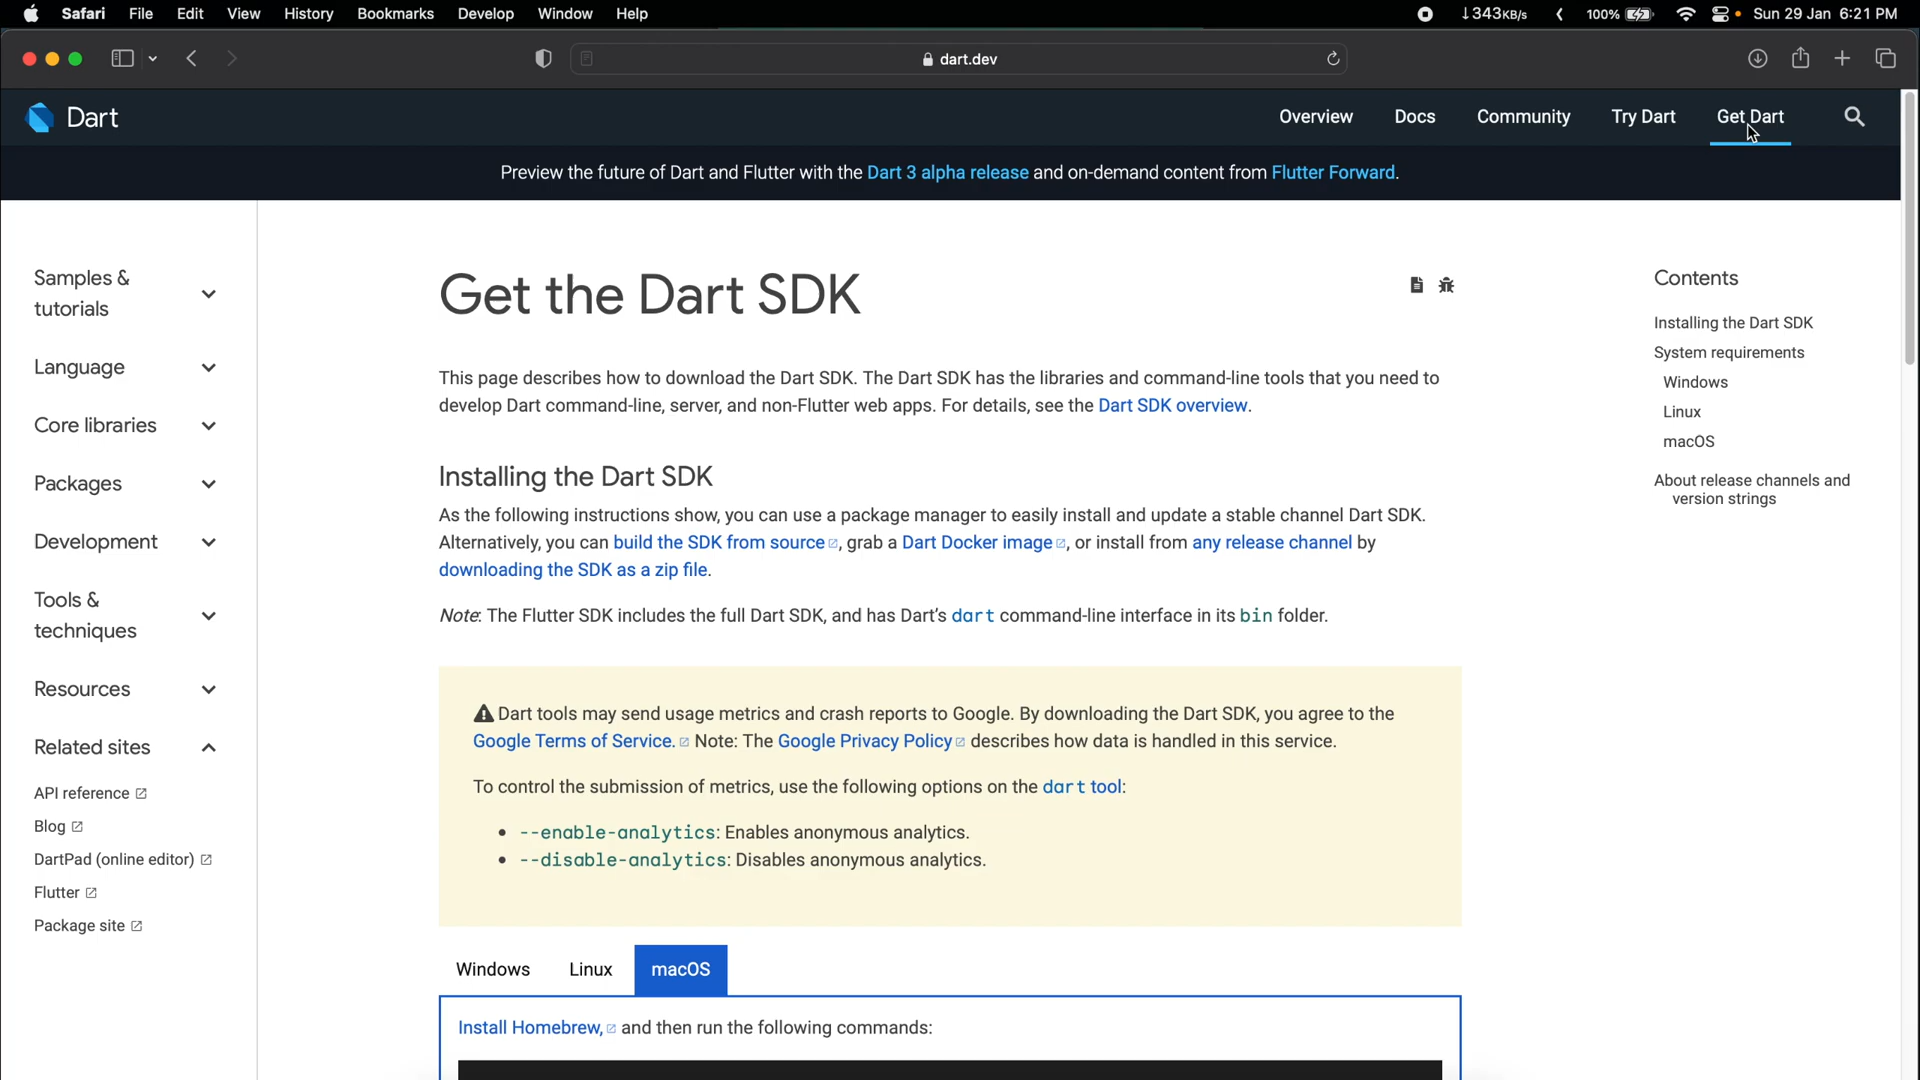 Safari File Edit View History Bookmarks Develop Window Help 343KB/s 100% Sun 29 Jan 6:21 PM
dart.dev
Dart Overview Docs Community Try Dart Get Dart
Preview the future of Dart and Flutter with the Dart 3 alpha release and on-demand content from Flutter Forward.
Samples &
tutorials
Language
Core libraries
Packages
Development
Tools &
techniques
Resources
Related sites
API reference
Blog
DartPad (online editor)
Flutter
Package site
Get the Dart SDK
This page describes how to download the Dart SDK. The Dart SDK has the libraries and command-line tools that you need to
develop Dart command-line, server, and non-Flutter web apps. For details, see the Dart SDK overview.
Installing the Dart SDK
As the following instructions show, you can use a package manager to easily install and update a stable channel Dart SDK.
Alternatively, you can build the SDK from source, grab a Dart Docker image, or install from any release channel by
downloading the SDK as a zip file.
Note: The Flutter SDK includes the full Dart SDK, and has Dart's dart command-line interface in its bin folder.
Dart tools may send usage metrics and crash reports to Google. By downloading the Dart SDK, you agree to the
Google Terms of Service. Note: The Google Privacy Policy describes how data is handled in this service.
To control the submission of metrics, use the following options on the dart tool:
• --enable-analytics: Enables anonymous analytics.
• --disable-analytics: Disables anonymous analytics.
Windows Linux macOS
Install Homebrew, and then run the following commands:
Contents
Installing the Dart SDK
System requirements
Windows
Linux
macOS
About release channels and
version strings